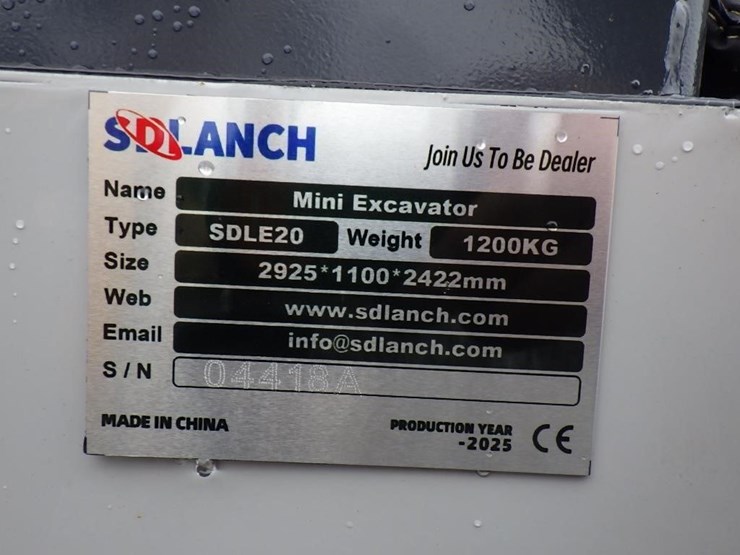 SDLANCH
Join Us To Be Dealer
Name Mini Excavator
Type SDLE20 Weight 1200KG
Size 2925*1100*2422mm
Web www.sdlanch.com
Email info@sdlanch.com
S/N 04418A
MADE IN CHINA
PRODUCTION YEAR
-2025
CE